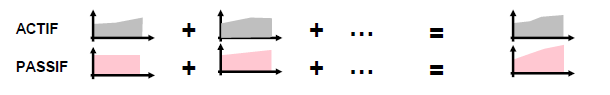 ACTIF + + ... =
PASSIF + + ... =